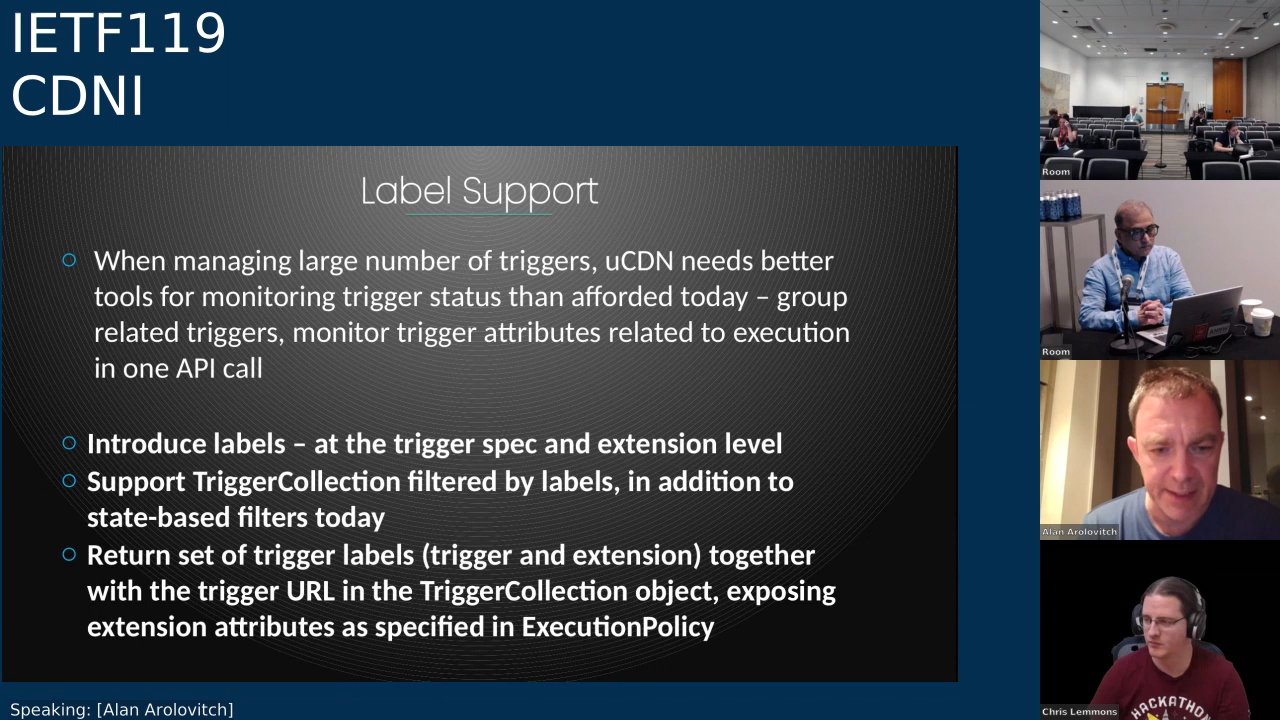 IETF119
CDNI
Label Support
When managing large number of triggers, uCDN needs better
tools for monitoring trigger status than afforded today – group
related triggers, monitor trigger attributes related to execution
in one API call
Introduce labels – at the trigger spec and extension level
Support TriggerCollection filtered by labels, in addition to
state-based filters today
Return set of trigger labels (trigger and extension) together
with the trigger URL in the TriggerCollection object, exposing
extension attributes as specified in ExecutionPolicy
Speaking: [Alan Arolovitch]
Room
Room
Alan Arolovitch
Chris Lemmons
HACKATHON